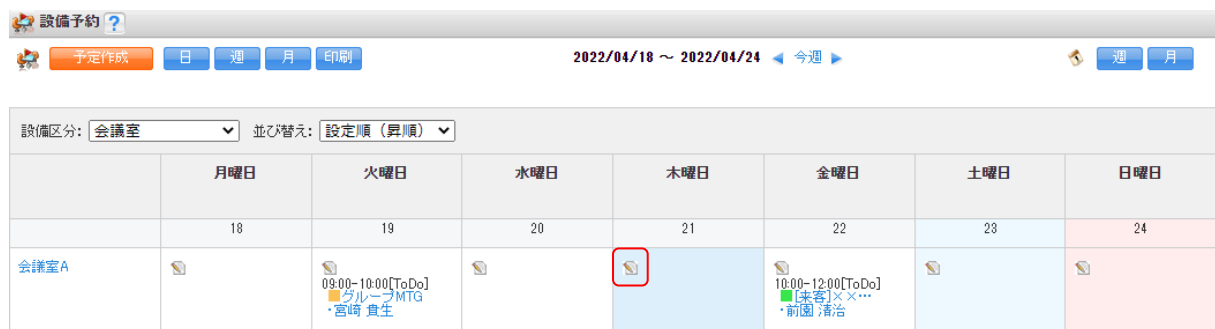 設備予約 ?
予定作成 日 週 月 印刷 2022/04/18 ～ 2022/04/24 今週 週 月
設備区分: 会議室 並び替え: 設定順（昇順）
月曜日 火曜日 水曜日 木曜日 金曜日 土曜日 日曜日
18 19 20 21 22 23 24
会議室A
09:00-10:00[ToDo] 10:00-12:00[ToDo]
グループMTG [来客]××…
・宮崎 貴生 ・前園 清治